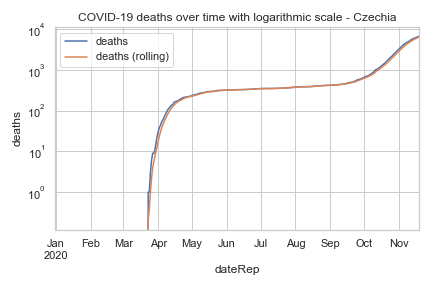 COVID-19 deaths over time with logarithmic scale - Czechia
deaths
deaths (rolling)
deaths
10⁴
10³
10²
10¹
10⁰
Jan Feb Mar Apr May Jun Jul Aug Sep Oct Nov
2020
dateRep